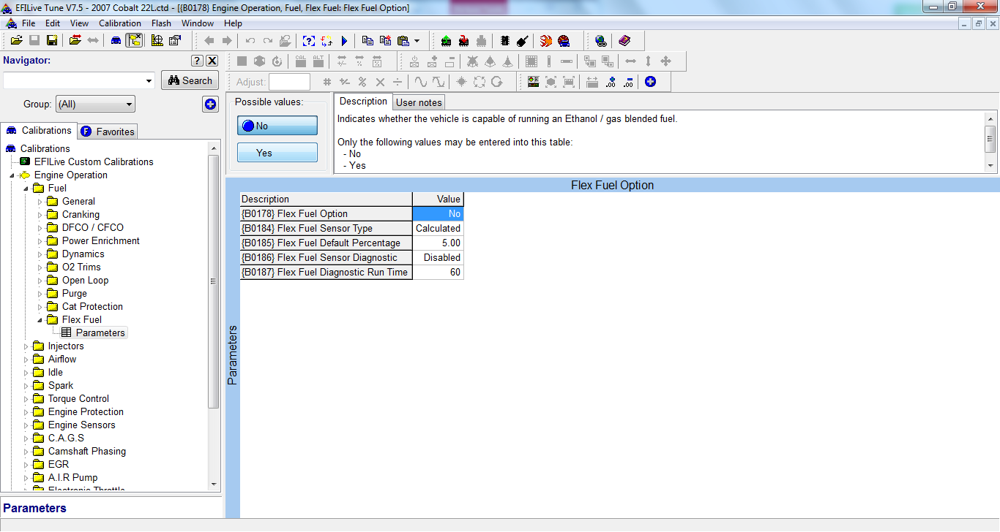 EFILive Tune V7.5 - 2007 Cobalt 22L.ctd - [{B0178} Engine Operation, Fuel, Flex Fuel: Flex Fuel Option]
File Edit View Calibration Flash Window Help
Navigator:
Search
Group: (All)
Calibrations Favorites
Calibrations
EFILive Custom Calibrations
Engine Operation
Fuel
General
Cranking
DFCO / CFCO
Power Enrichment
Dynamics
O2 Trims
Open Loop
Purge
Cat Protection
Flex Fuel
Parameters
Injectors
Airflow
Idle
Spark
Torque Control
Engine Protection
Engine Sensors
C.A.G.S
Camshaft Phasing
EGR
A.I.R Pump
Electronic Throttle
Parameters
CAL ALT
Adjust:
.00 .00
Possible values:
No
Yes
Description User notes
Indicates whether the vehicle is capable of running an Ethanol / gas blended fuel.
Only the following values may be entered into this table:
- No
- Yes
Flex Fuel Option
Parameters
Description Value
{B0178} Flex Fuel Option No
{B0184} Flex Fuel Sensor Type Calculated
{B0185} Flex Fuel Default Percentage 5.00
{B0186} Flex Fuel Sensor Diagnostic Disabled
{B0187} Flex Fuel Diagnostic Run Time 60